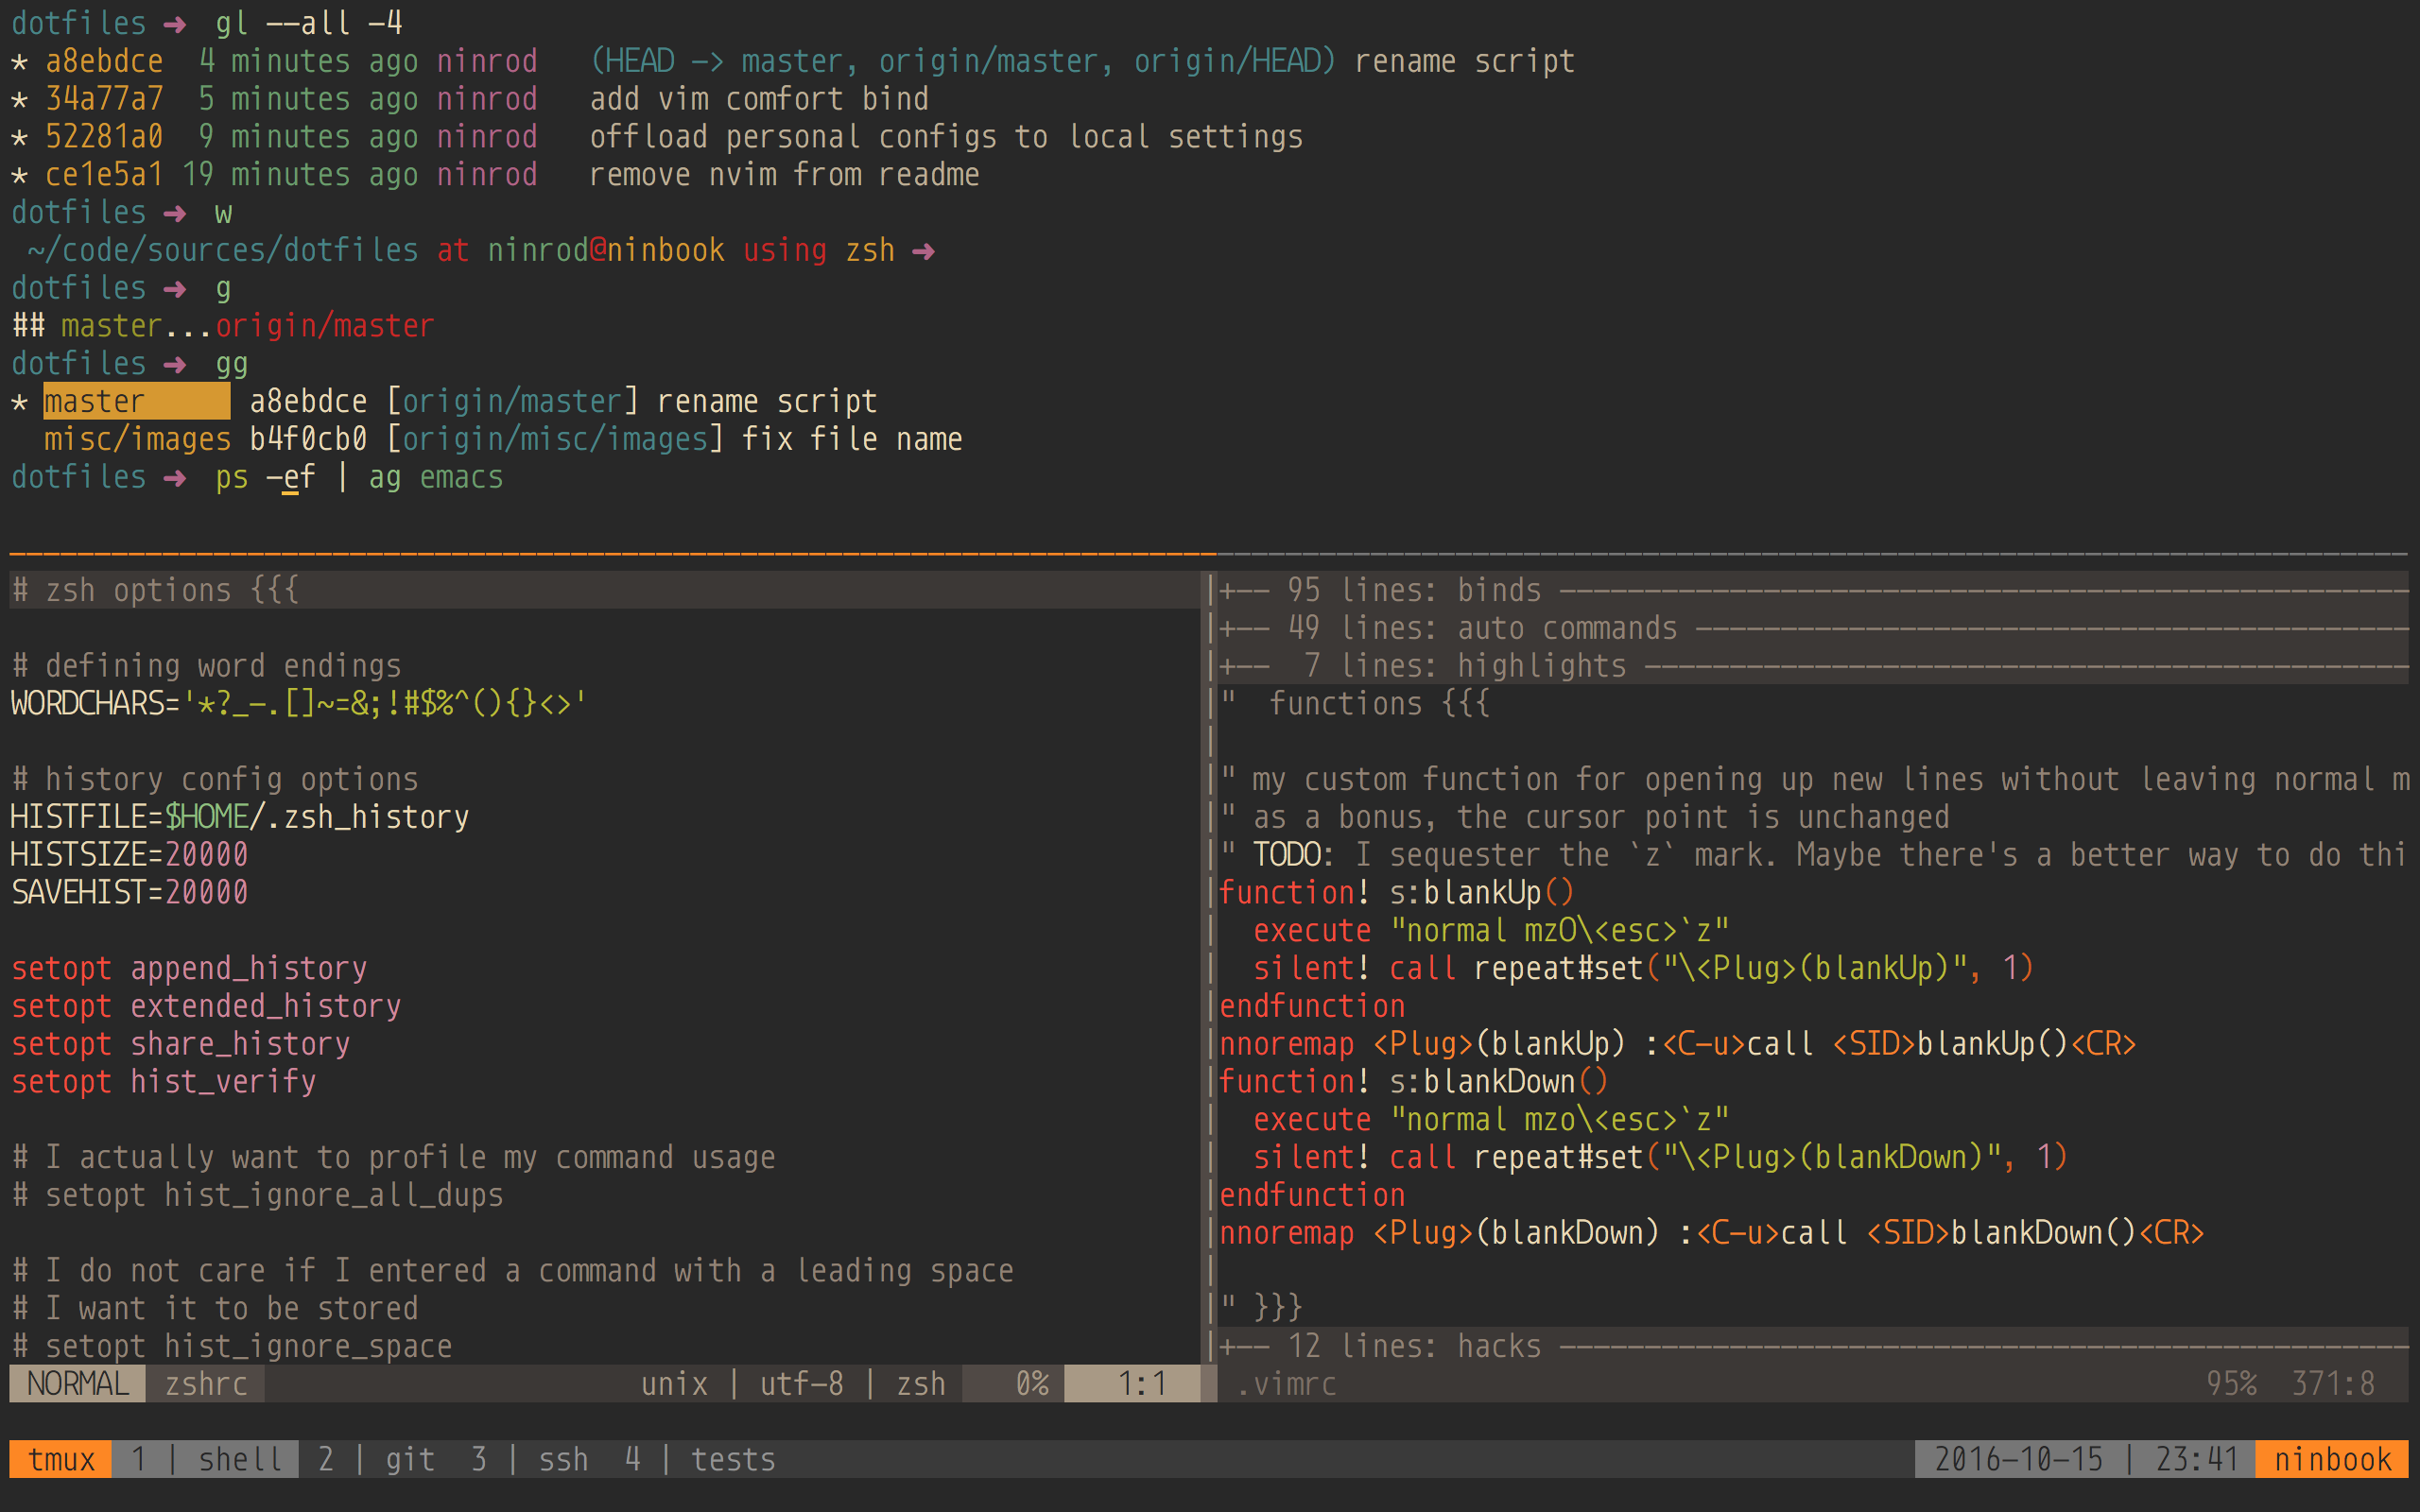 dotfiles ➜  gl --all -4
* a8ebdce  4 minutes ago ninrod   (HEAD -> master, origin/master, origin/HEAD) rename script
* 34a77a7  5 minutes ago ninrod   add vim comfort bind
* 52281a0  9 minutes ago ninrod   offload personal configs to local settings
* ce1e5a1 19 minutes ago ninrod   remove nvim from readme
dotfiles ➜  w
 ~/code/sources/dotfiles at ninrod@ninbook using zsh ➜
dotfiles ➜  g
## master...origin/master
dotfiles ➜  gg
* master     a8ebdce [origin/master] rename script
  misc/images b4f0cb0 [origin/misc/images] fix file name
dotfiles ➜  ps -ef | ag emacs
# zsh options {{{
# defining word endings
WORDCHARS='*?_-.[]~=&;!#$%^(){}<>'
# history config options
HISTFILE=$HOME/.zsh_history
HISTSIZE=20000
SAVEHIST=20000
setopt append_history
setopt extended_history
setopt share_history
setopt hist_verify
# I actually want to profile my command usage
# setopt hist_ignore_all_dups
# I do not care if I entered a command with a leading space
# I want it to be stored
# setopt hist_ignore_space
NORMAL  zshrc  unix | utf-8 | zsh  0%  1:1
+-- 95 lines: binds
+-- 49 lines: auto commands
+--  7 lines: highlights
"  functions {{{
" my custom function for opening up new lines without leaving normal m
" as a bonus, the cursor point is unchanged
" TODO: I sequester the `z` mark. Maybe there's a better way to do thi
function! s:blankUp()
  execute "normal mzO\<esc>`z"
  silent! call repeat#set("\<Plug>(blankUp)", 1)
endfunction
nnoremap <Plug>(blankUp) :<C-u>call <SID>blankUp()<CR>
function! s:blankDown()
  execute "normal mzo\<esc>`z"
  silent! call repeat#set("\<Plug>(blankDown)", 1)
endfunction
nnoremap <Plug>(blankDown) :<C-u>call <SID>blankDown()<CR>
" }}}
+-- 12 lines: hacks
.vimrc  95%  371:8
tmux  1 | shell  2 | git  3 | ssh  4 | tests  2016-10-15 | 23:41  ninbook